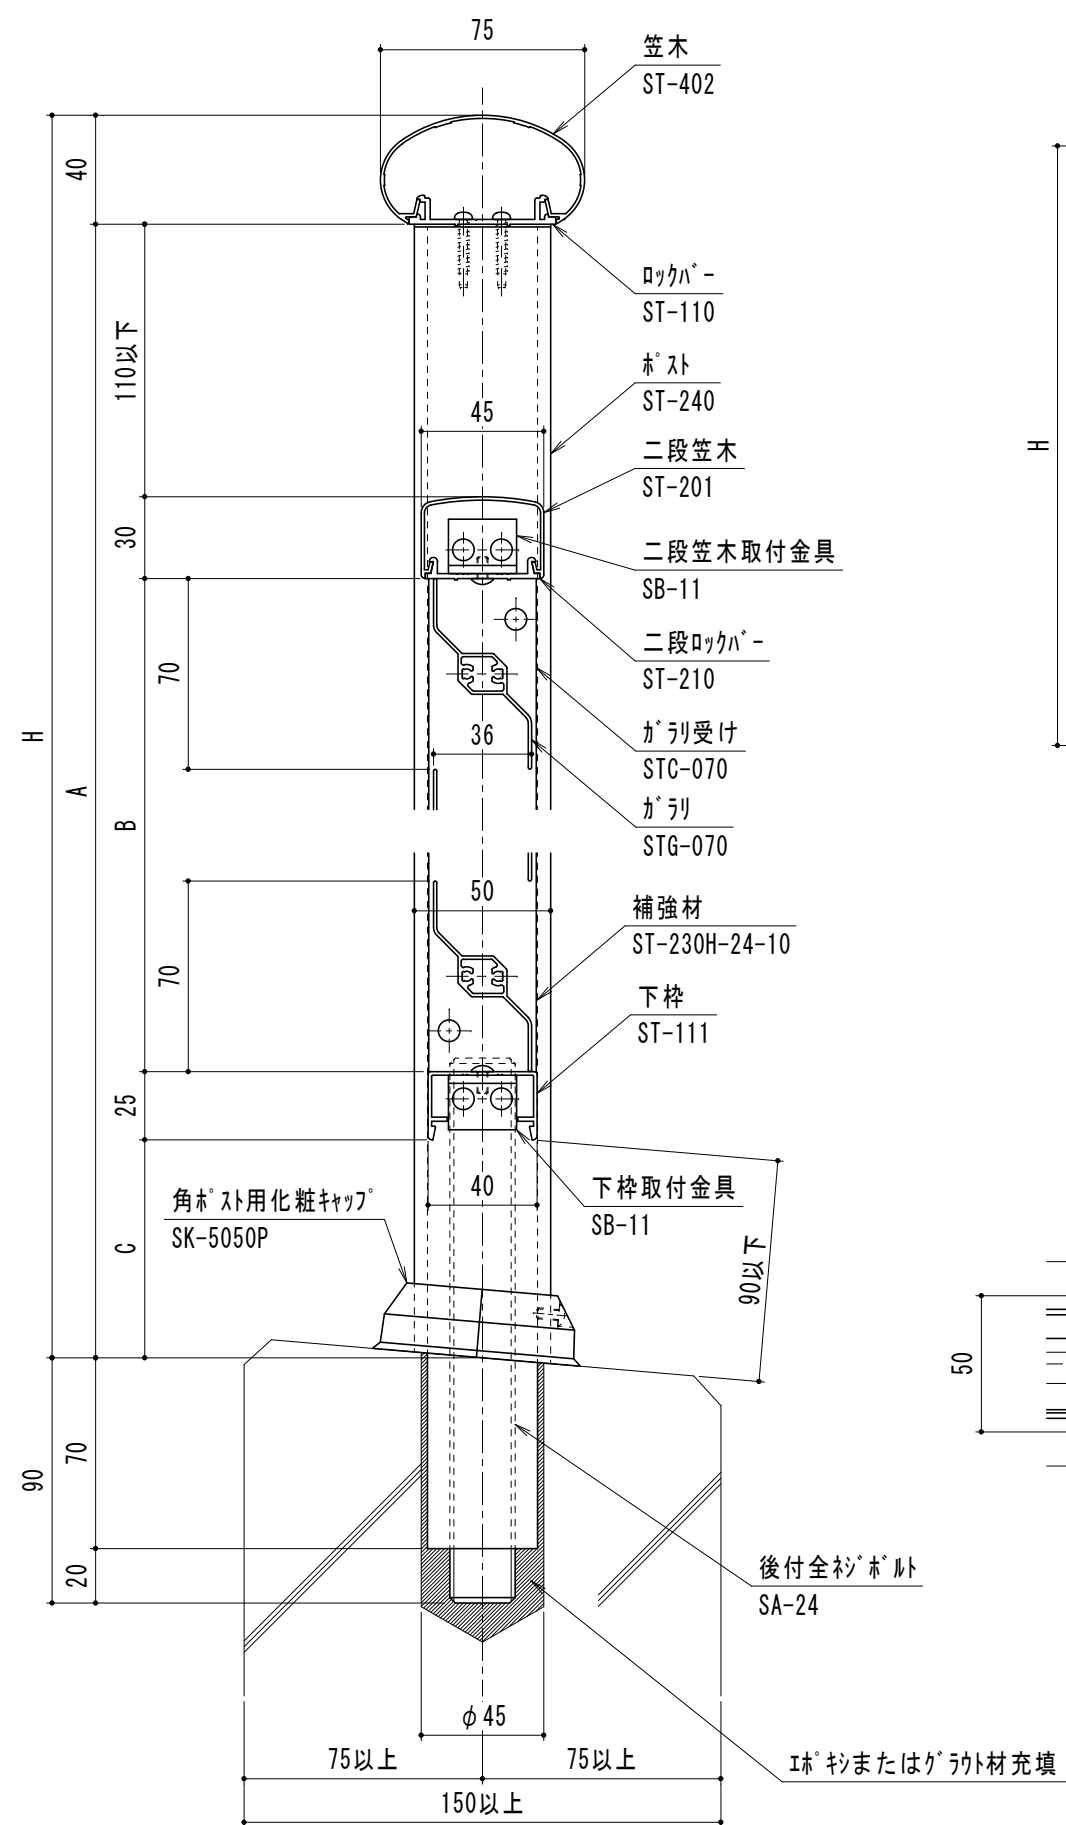 75
笠木
ST-402
40
ロックバー
ST-110
110以下
ポスト
ST-240
45
二段笠木
ST-201
30
二段笠木取付金具
SB-11
二段ロックバー
ST-210
70
36
ガラリ受け
STC-070
ガラリ
STG-070
H
A
B
H
50
補強材
ST-230H-24-10
70
下枠
ST-111
25
40
下枠取付金具
SB-11
角ポスト用化粧キャップ
SK-5050P
C
90以下
50
70
90
20
後付全ネジボルト
SA-24
φ45
75以上
75以上
エポキシまたはグラウト材充填
150以上